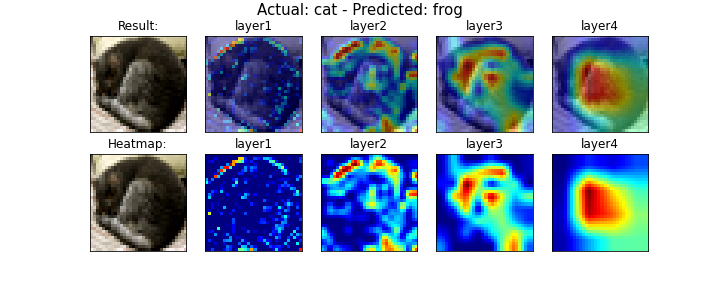 Actual: cat - Predicted: frog
Result: layer1 layer2 layer3 layer4
Heatmap: layer1 layer2 layer3 layer4